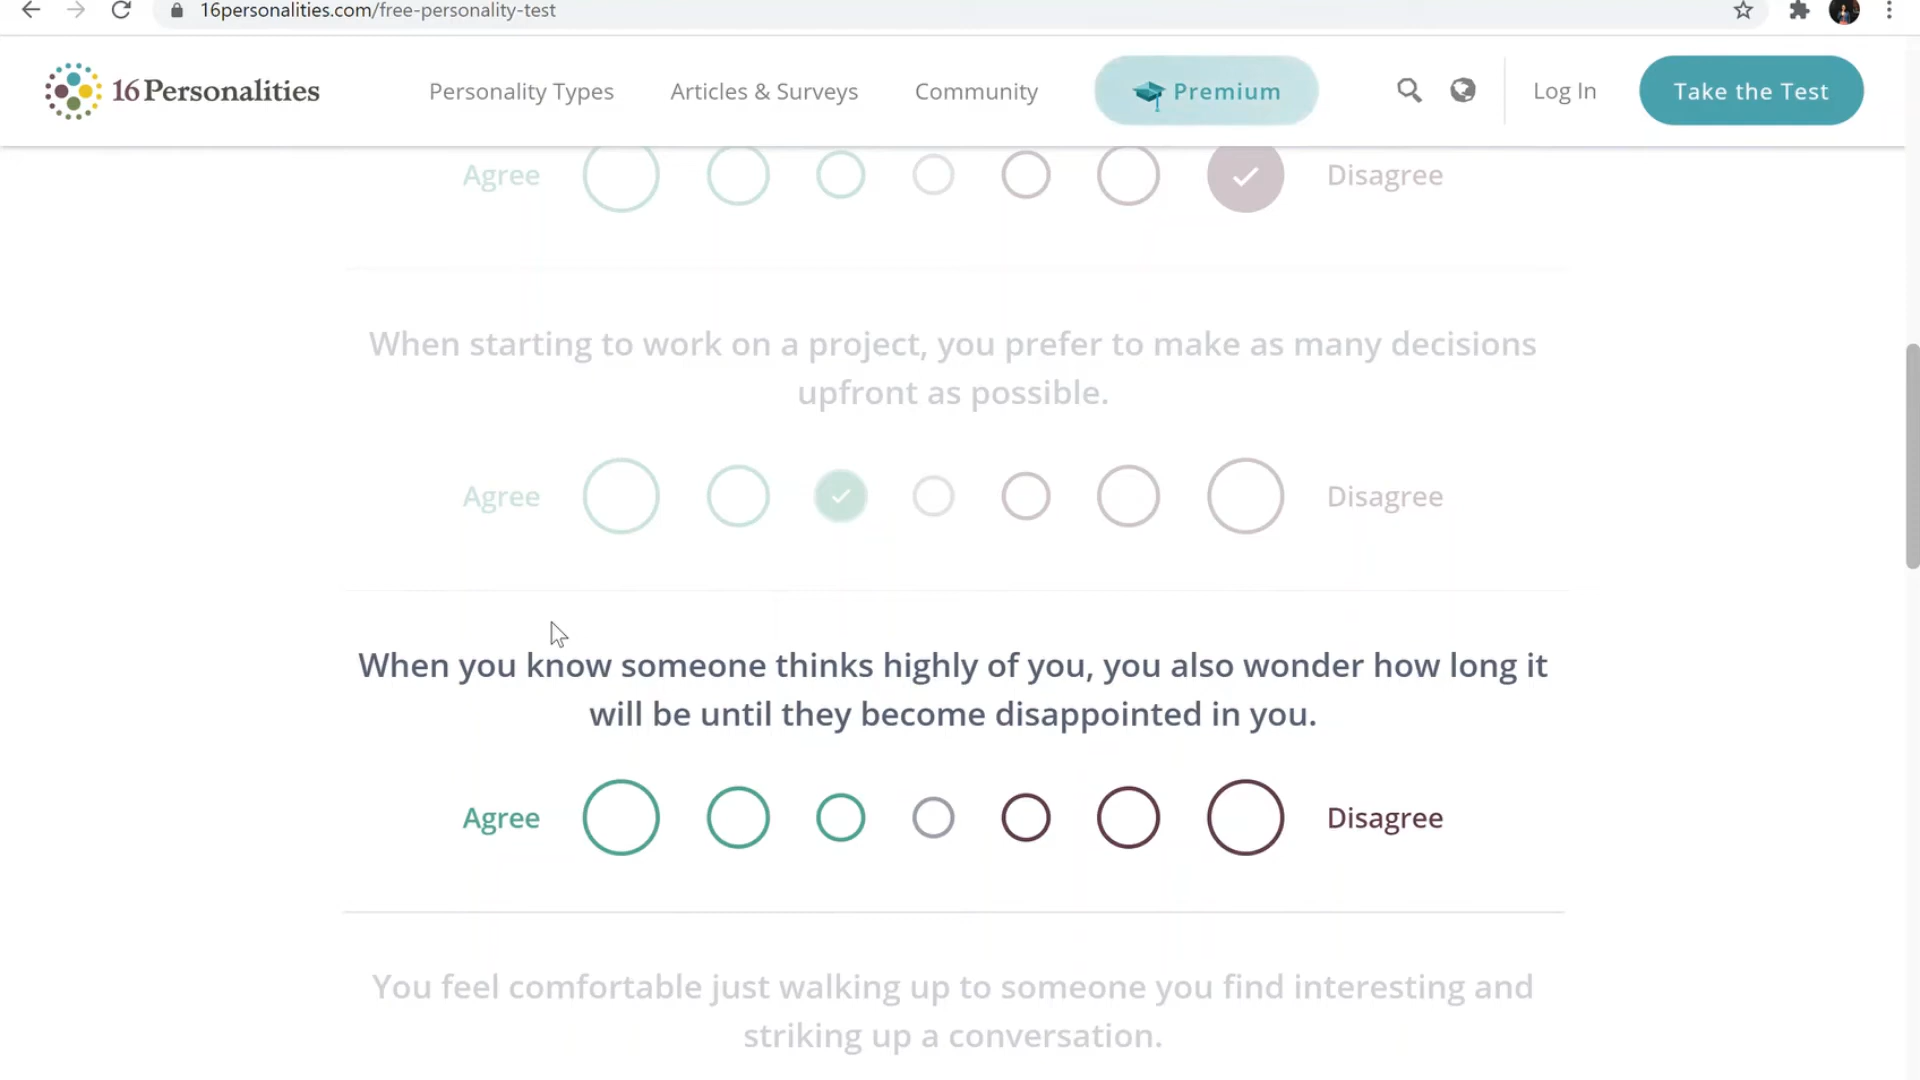 16personalities.com/free-personality-test
16Personalities
Personality Types
Articles & Surveys
Community
Premium
Log In
Take the Test
Agree
Disagree
When starting to work on a project, you prefer to make as many decisions
upfront as possible.
Agree
Disagree
When you know someone thinks highly of you, you also wonder how long it
will be until they become disappointed in you.
Agree
Disagree
You feel comfortable just walking up to someone you find interesting and
striking up a conversation.